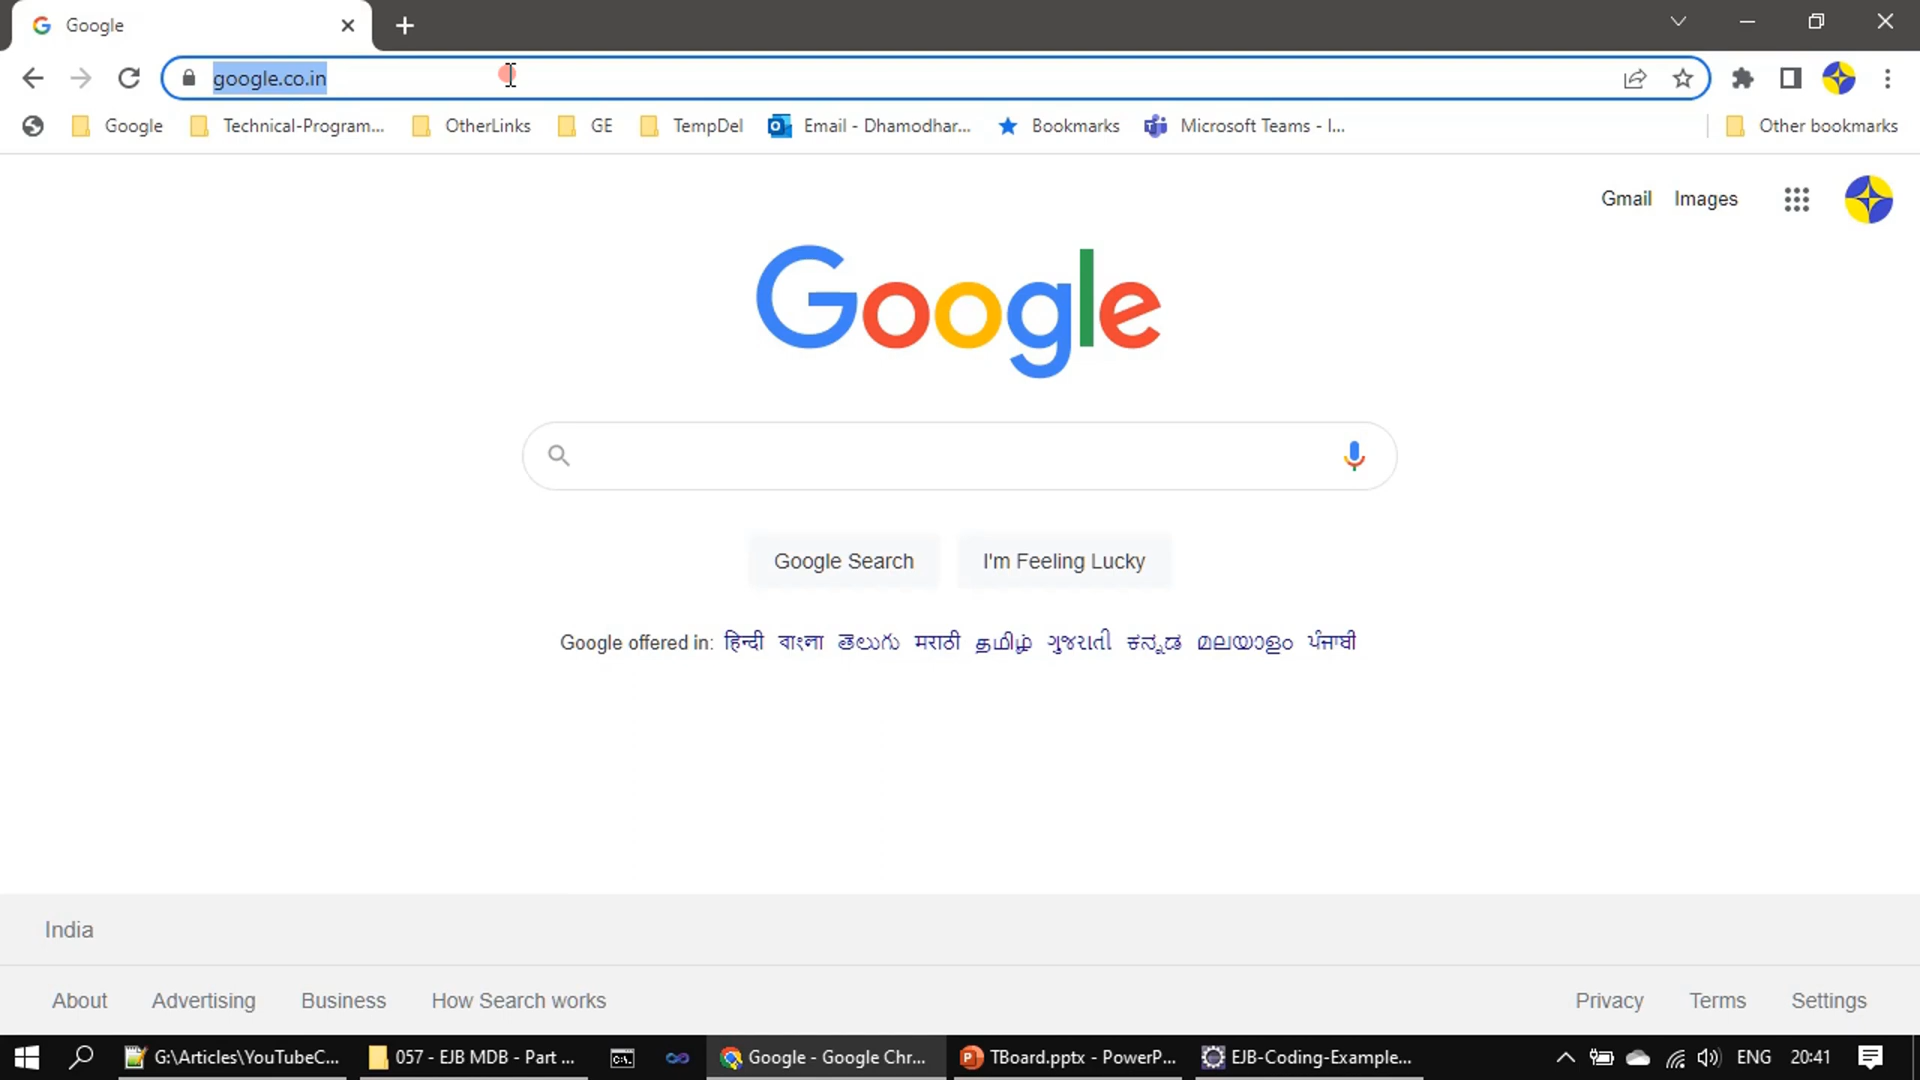 Google
google.co.in
Google
Technical-Program...
OtherLinks
GE
TempDel
Email - Dhamodhar...
Bookmarks
Microsoft Teams - I...
Other bookmarks
Gmail
Images
Google
Google Search
I'm Feeling Lucky
Google offered in: हिन्दी বাংলা తెలుగు मराठी தமிழ் ગુજરાતી ಕನ್ನಡ മലയാളം ਪੰਜਾਬੀ
India
About
Advertising
Business
How Search works
Privacy
Terms
Settings
G:\Articles\YouTubeC...
057 - EJB MDB - Part ...
Google - Google Chr...
TBoard.pptx - PowerP...
EJB-Coding-Example...
ENG
20:41